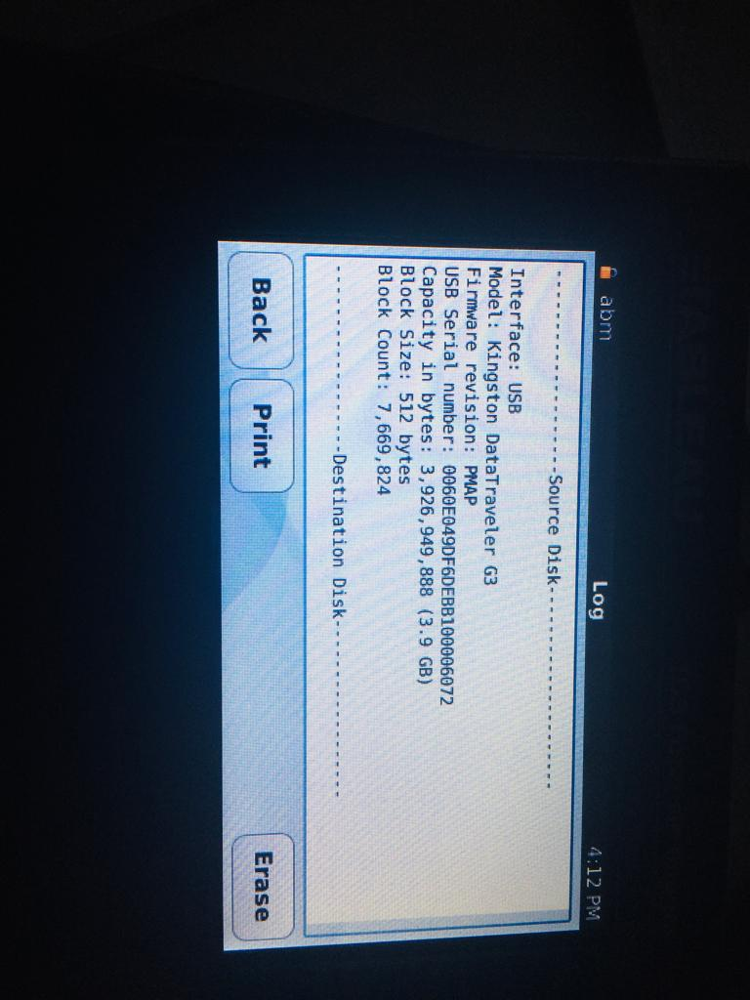 abm Log 4:12 PM
------------------------Source Disk------------------------
Interface: USB
Model: Kingston DataTraveler G3
Firmware revision: PMAP
USB Serial number: 0060E049DF6DEBB100006072
Capacity in bytes: 3,926,949,888 (3.9 GB)
Block Size: 512 bytes
Block Count: 7,669,824
----------------------Destination Disk---------------------
Back Print Erase